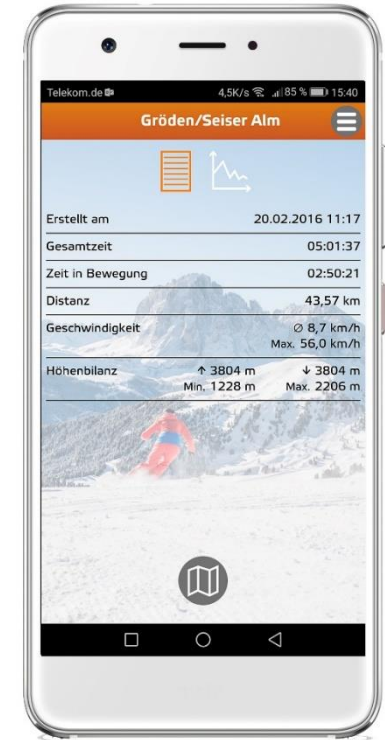 Telekom.de 4,5K/s 85 % 15:40
Gröden/Seiser Alm
Erstellt am 20.02.2016 11:17
Gesamtzeit 05:01:37
Zeit in Bewegung 02:50:21
Distanz 43,57 km
Geschwindigkeit Ø 8,7 km/h
Max. 56,0 km/h
Höhenbilanz ↑ 3804 m ↓ 3804 m
Min. 1228 m Max. 2206 m